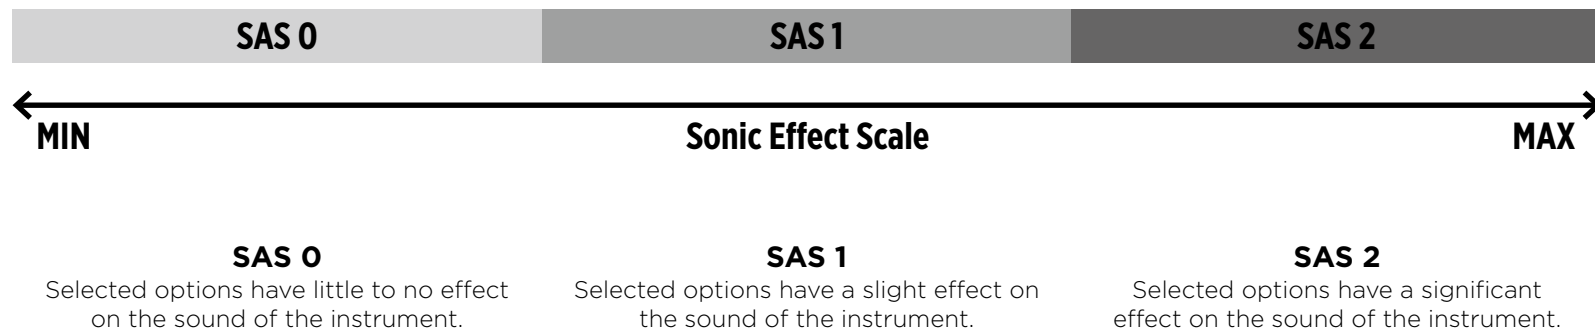 SAS 0
SAS 1
SAS 2
MIN
Sonic Effect Scale
MAX
SAS 0
Selected options have little to no effect
on the sound of the instrument.
SAS 1
Selected options have a slight effect on
the sound of the instrument.
SAS 2
Selected options have a significant
effect on the sound of the instrument.